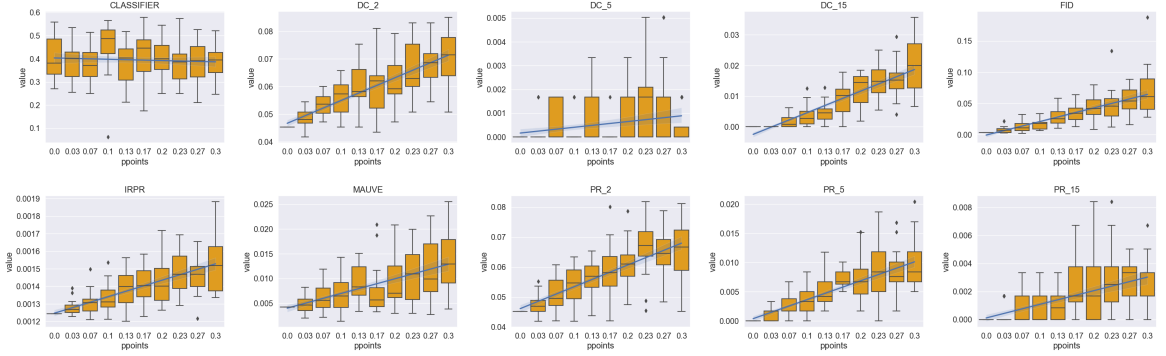 CLASSIFIER
0.6
0.5
0.4
0.3
0.2
0.1
value
0.0 0.03 0.07 0.1 0.13 0.17 0.2 0.23 0.27 0.3
ppoints
DC_2
0.08
0.07
0.06
0.05
0.04
value
0.0 0.03 0.07 0.1 0.13 0.17 0.2 0.23 0.27 0.3
ppoints
DC_5
0.005
0.004
0.003
0.002
0.001
0.000
value
0.0 0.03 0.07 0.1 0.13 0.17 0.2 0.23 0.27 0.3
ppoints
DC_15
0.03
0.02
0.01
0.00
value
0.0 0.03 0.07 0.1 0.13 0.17 0.2 0.23 0.27 0.3
ppoints
FID
0.15
0.10
0.05
0.00
value
0.0 0.03 0.07 0.1 0.13 0.17 0.2 0.23 0.27 0.3
ppoints
IRPR
0.0019
0.0018
0.0017
0.0016
0.0015
0.0014
0.0013
0.0012
value
0.0 0.03 0.07 0.1 0.13 0.17 0.2 0.23 0.27 0.3
ppoints
MAUVE
0.025
0.020
0.015
0.010
0.005
value
0.0 0.03 0.07 0.1 0.13 0.17 0.2 0.23 0.27 0.3
ppoints
PR_2
0.08
0.07
0.06
0.05
0.04
value
0.0 0.03 0.07 0.1 0.13 0.17 0.2 0.23 0.27 0.3
ppoints
PR_5
0.020
0.015
0.010
0.005
0.000
value
0.0 0.03 0.07 0.1 0.13 0.17 0.2 0.23 0.27 0.3
ppoints
PR_15
0.008
0.006
0.004
0.002
0.000
value
0.0 0.03 0.07 0.1 0.13 0.17 0.2 0.23 0.27 0.3
ppoints